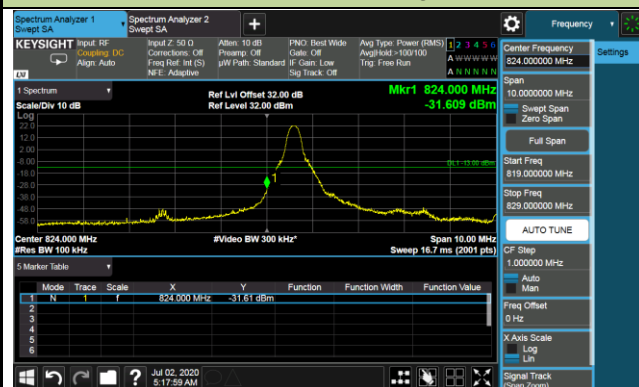 Spectrum Analyzer 1
Swept SA
Spectrum Analyzer 2
Swept SA
+
Frequency
KEYSIGHT
Input: RF
Coupling: DC
Align: Auto
Input Z: 50 Ω
Corrections: Off
Freq Ref: Int (S)
NFE: Adaptive
Atten: 10 dB
Preamp: Off
µW Path: Standard
PNO: Best Wide
Gate: Off
IF Gain: Low
Sig Track: Off
Avg Type: Power (RMS)
Avg|Hold:>100/100
Trig: Free Run
1 2 3 4 5 6
A W W W W W
A N N N N N
LXI
Center Frequency
824.000000 MHz
Settings
Span
10.0000000 MHz
Swept Span
Zero Span
Full Span
Start Freq
819.000000 MHz
Stop Freq
829.000000 MHz
AUTO TUNE
CF Step
1.000000 MHz
Auto
Man
Freq Offset
0 Hz
X Axis Scale
Log
Lin
Signal Track
(Span Zoom)
1 Spectrum
Scale/Div 10 dB
Log
Ref Lvl Offset 32.00 dB
Ref Level 32.00 dBm
Mkr1 824.000 MHz
-31.609 dBm
22.0
12.0
2.00
-8.00
-18.0
-28.0
-38.0
-48.0
-58.0
DL1 -13.00 dBm
1
Center 824.000 MHz
#Res BW 100 kHz
#Video BW 300 kHz*
Span 10.00 MHz
Sweep 16.7 ms (2001 pts)
5 Marker Table
Mode Trace Scale X Y Function Function Width Function Value
1 N 1 f 824.000 MHz -31.61 dBm
2
3
4
5
6
?
Jul 02, 2020
5:17:59 AM